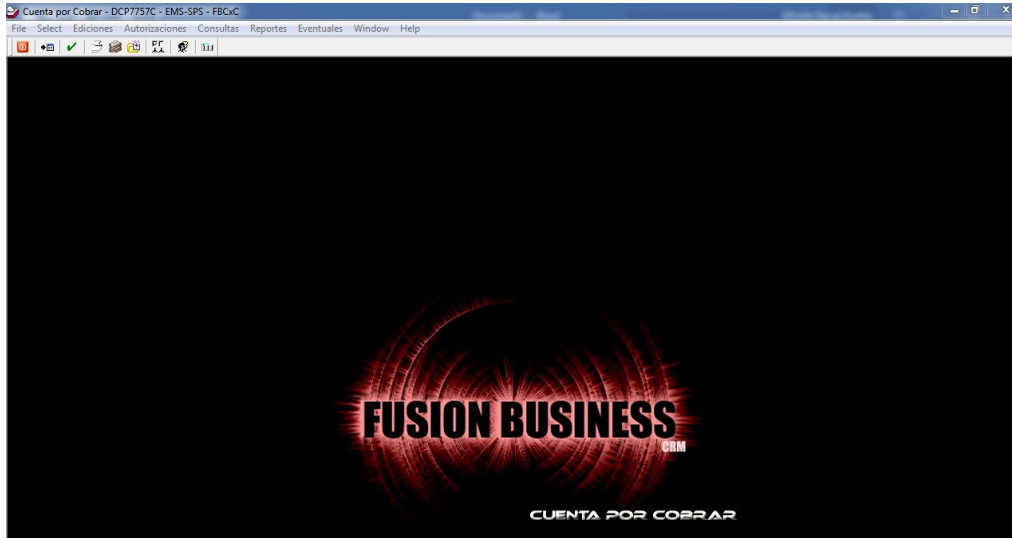 Cuenta por Cobrar - DCP7757C - EMS-SPS - FBCxC
File Select Ediciones Autorizaciones Consultas Reportes Eventuales Window Help
FUSION BUSINESS
CRM
CUENTA POR COBRAR